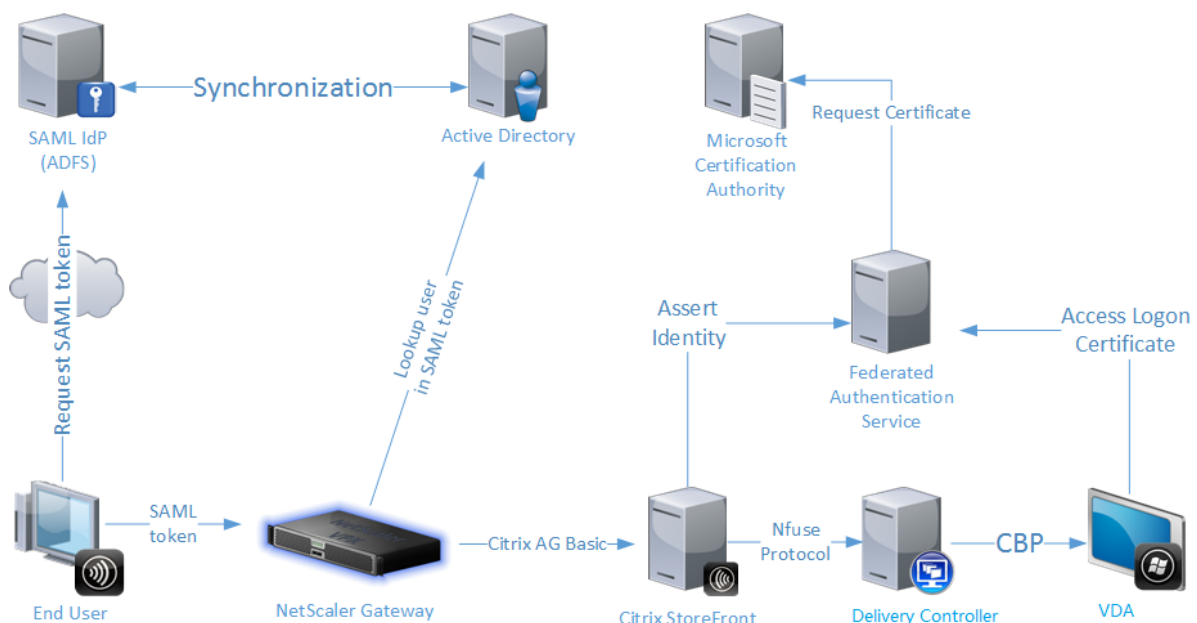 Synchronization
SAML IdP
(ADFS)
Active Directory
Request Certificate
Microsoft
Certification
Authority
Request SAML token
Lookup user
in SAML token
Assert
Identity
Access Logon
Certificate
Federated
Authentication
Service
SAML
token
NetScaler
VPX
Citrix AG Basic
Nfuse
Protocol
CBP
End User
NetScaler Gateway
Citrix StoreFront
Delivery Controller
VDA